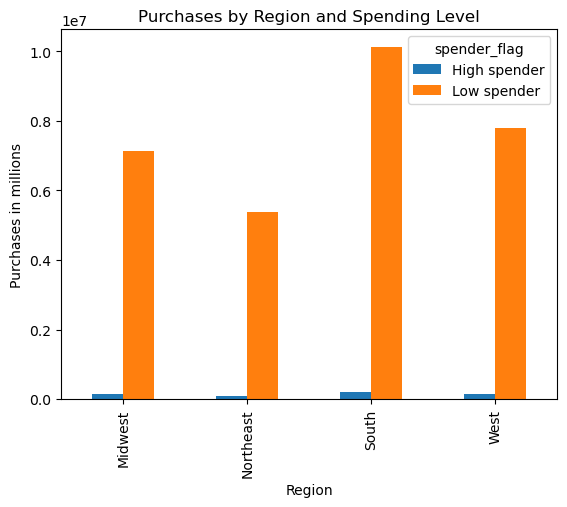 Purchases by Region and Spending Level
1e7
spender_flag
High spender
Low spender
1.0
0.8
0.6
0.4
0.2
0.0
Purchases in millions
Midwest
Northeast
South
West
Region